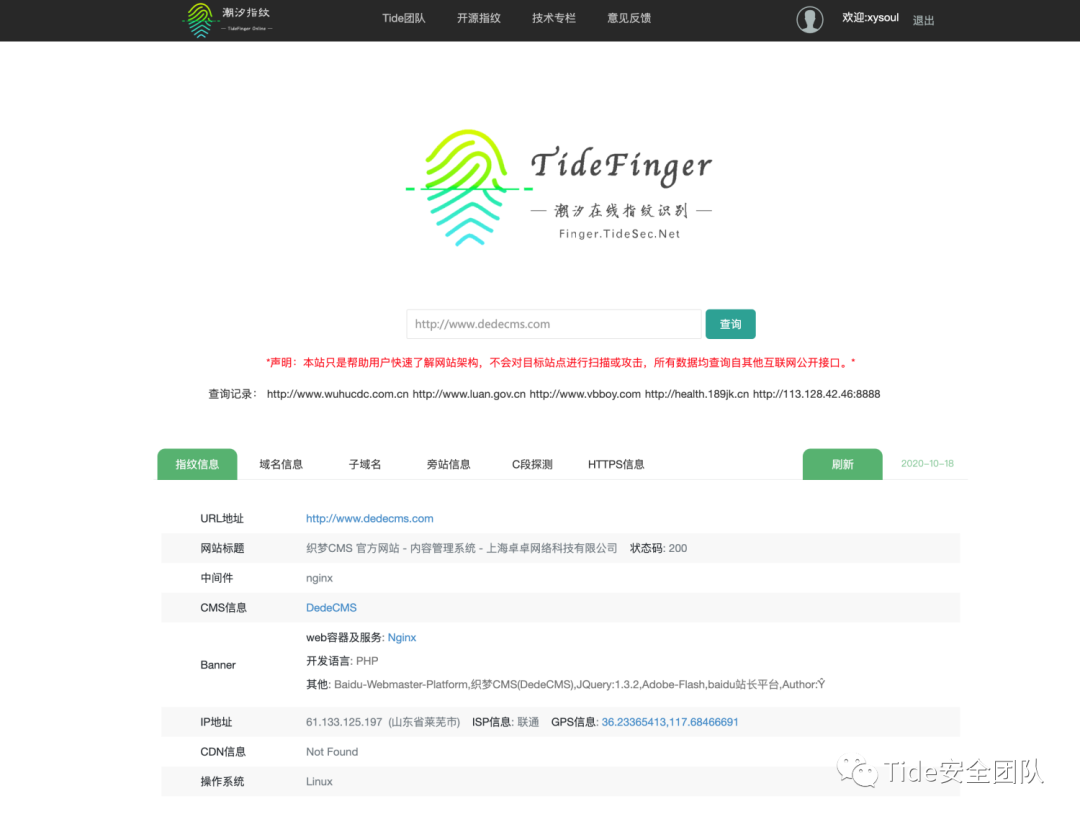 潮汐指纹
— TideFinger Online —
Tide团队 开源指纹 技术专栏 意见反馈 欢迎:xysoul 退出
TideFinger
— 潮汐在线指纹识别 —
Finger.TideSec.Net
http://www.dedecms.com 查询
*声明：本站只是帮助用户快速了解网站架构，不会对目标站点进行扫描或攻击，所有数据均查询自其他互联网公开接口。*
查询记录： http://www.wuhucdc.com.cn http://www.luan.gov.cn http://www.vbboy.com http://health.189jk.cn http://113.128.42.46:8888
指纹信息 域名信息 子域名 旁站信息 C段探测 HTTPS信息 刷新 2020-10-18
URL地址 http://www.dedecms.com
网站标题 织梦CMS 官方网站 - 内容管理系统 - 上海卓卓网络科技有限公司 状态码: 200
中间件 nginx
CMS信息 DedeCMS
Banner
web容器及服务: Nginx
开发语言: PHP
其他: Baidu-Webmaster-Platform,织梦CMS(DedeCMS),JQuery:1.3.2,Adobe-Flash,baidu站长平台,Author:Ŷ
IP地址 61.133.125.197 (山东省莱芜市) ISP信息: 联通 GPS信息: 36.23365413,117.68466691
CDN信息 Not Found
操作系统 Linux
Tide安全团队